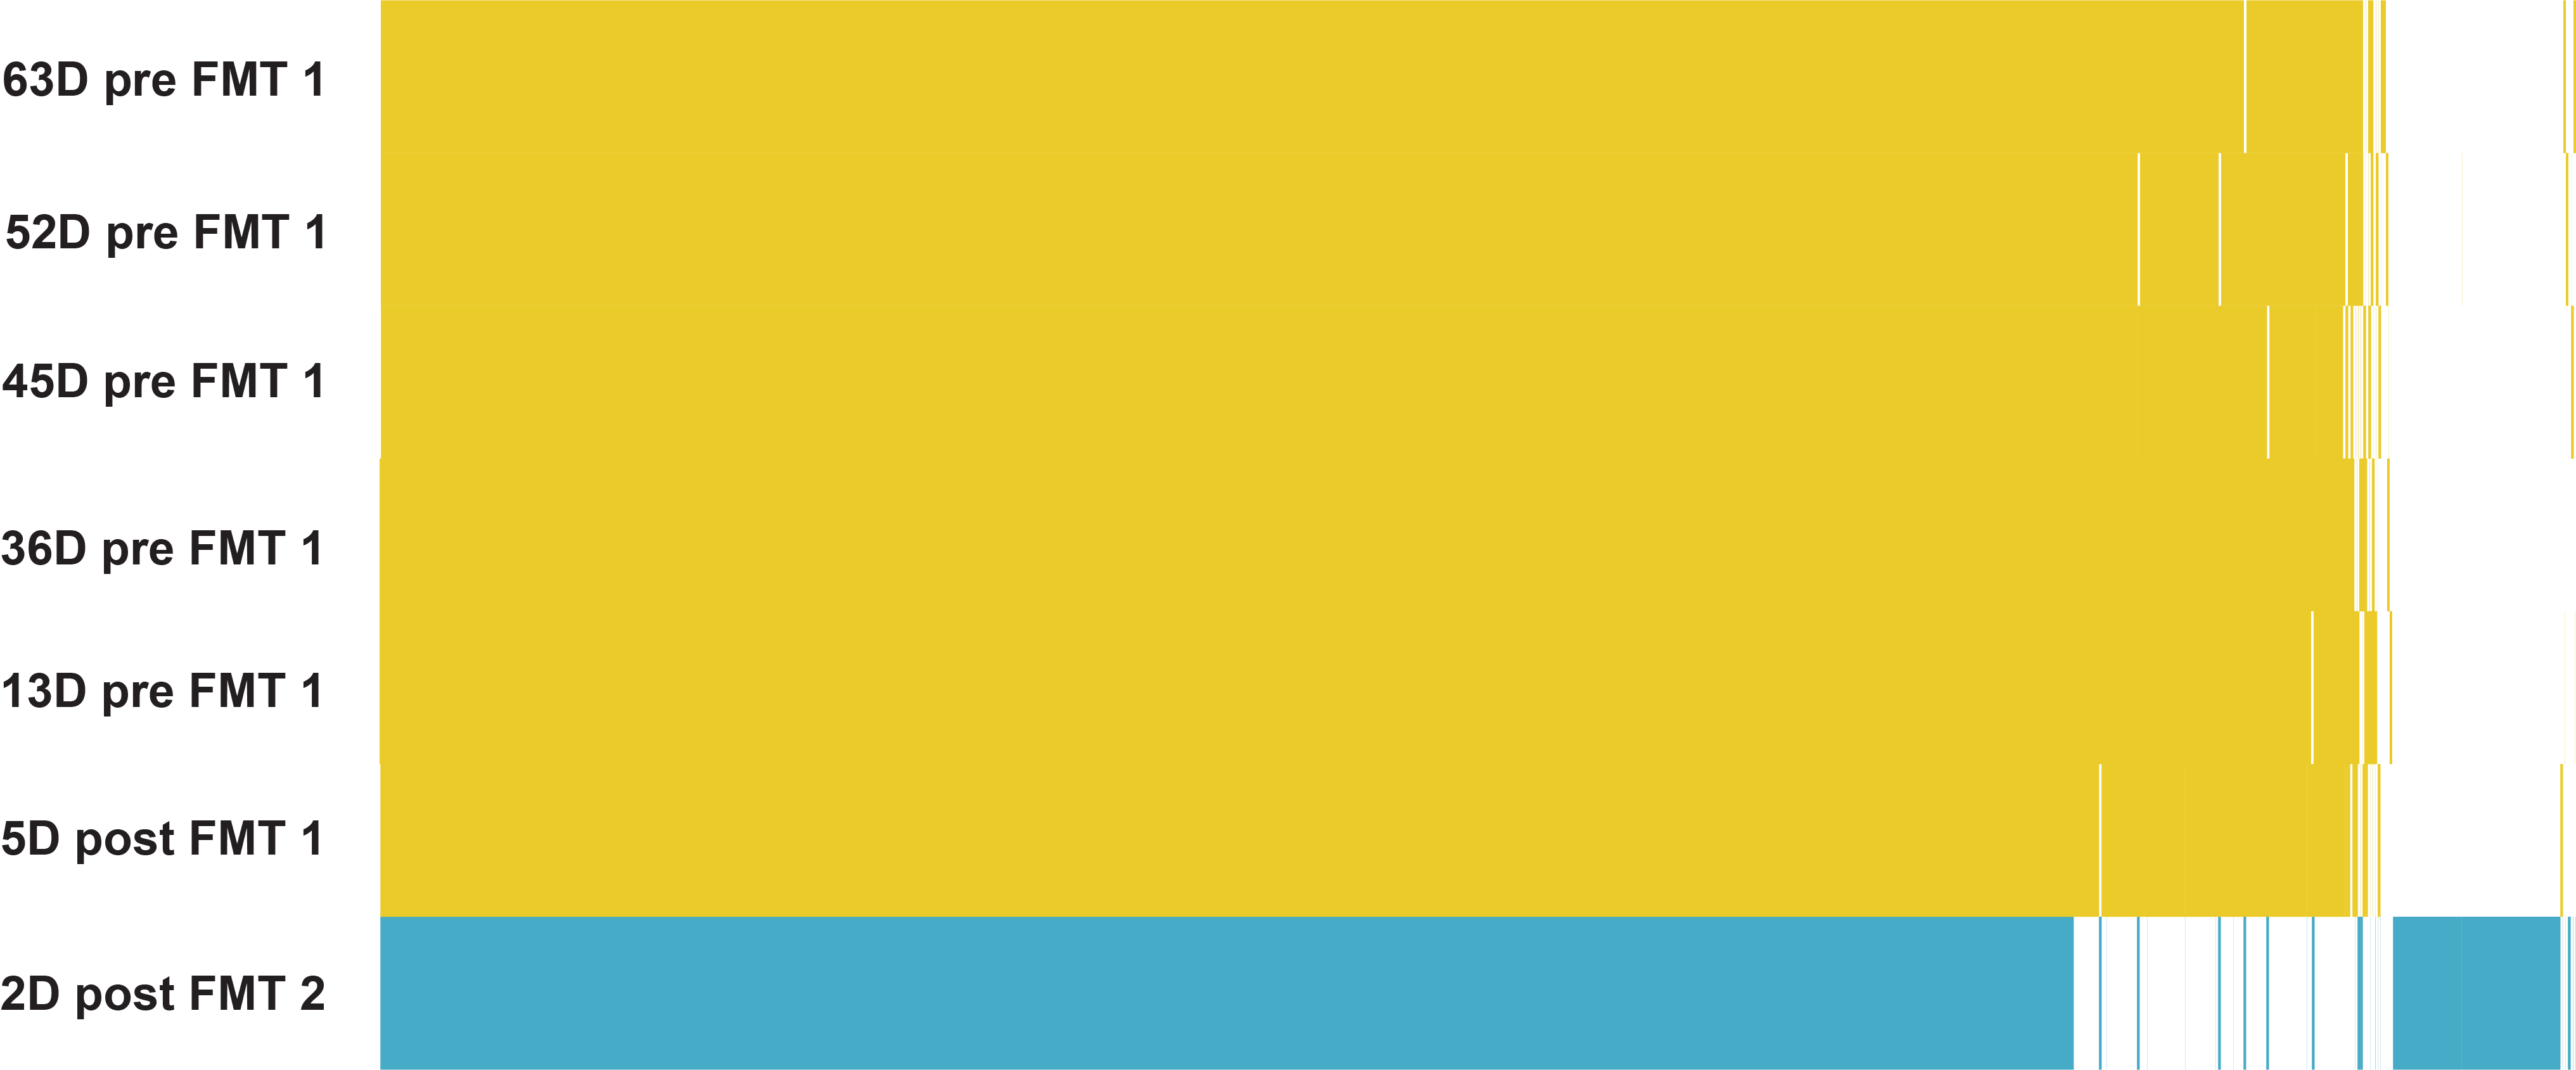 63D pre FMT 1
52D pre FMT 1
45D pre FMT 1
36D pre FMT 1
13D pre FMT 1
5D post FMT 1
2D post FMT 2